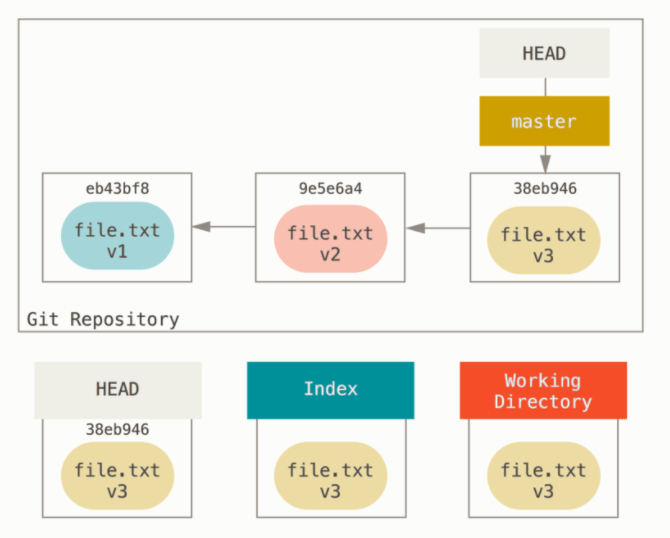 HEAD
master
eb43bf8
9e5e6a4
38eb946
file.txt
v1
file.txt
v2
file.txt
v3
Git Repository
HEAD
Index
Working
Directory
38eb946
file.txt
v3
file.txt
v3
file.txt
v3